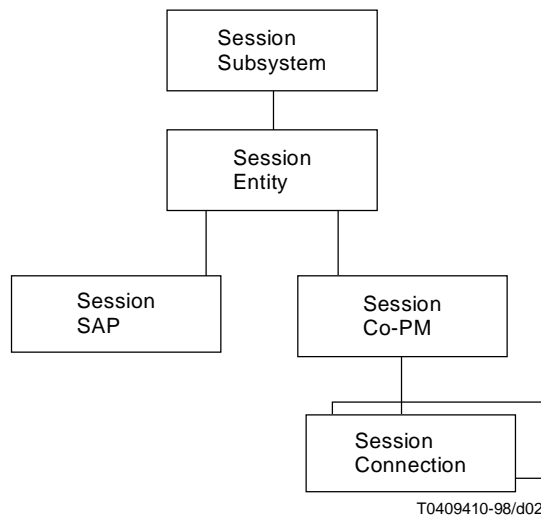 Session
Subsystem
Session
Entity
Session
SAP
Session
Co-PM
Session
Connection
T0409410-98/d02